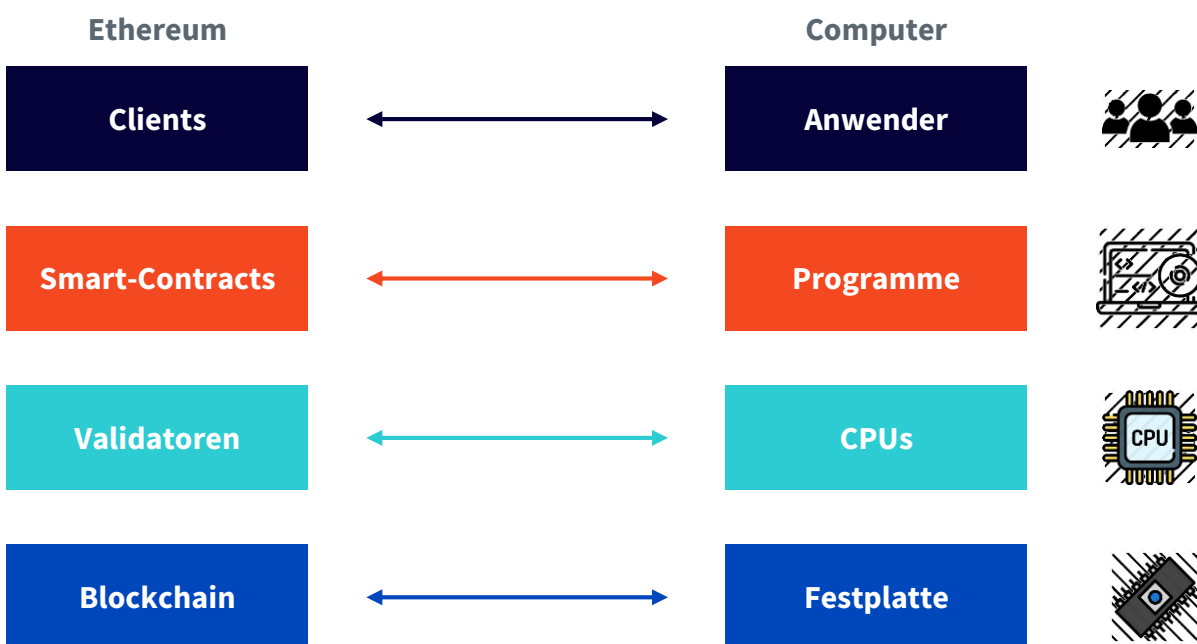 Ethereum Computer
Clients Anwender
Smart-Contracts Programme
Validatoren CPUs CPU
Blockchain Festplatte